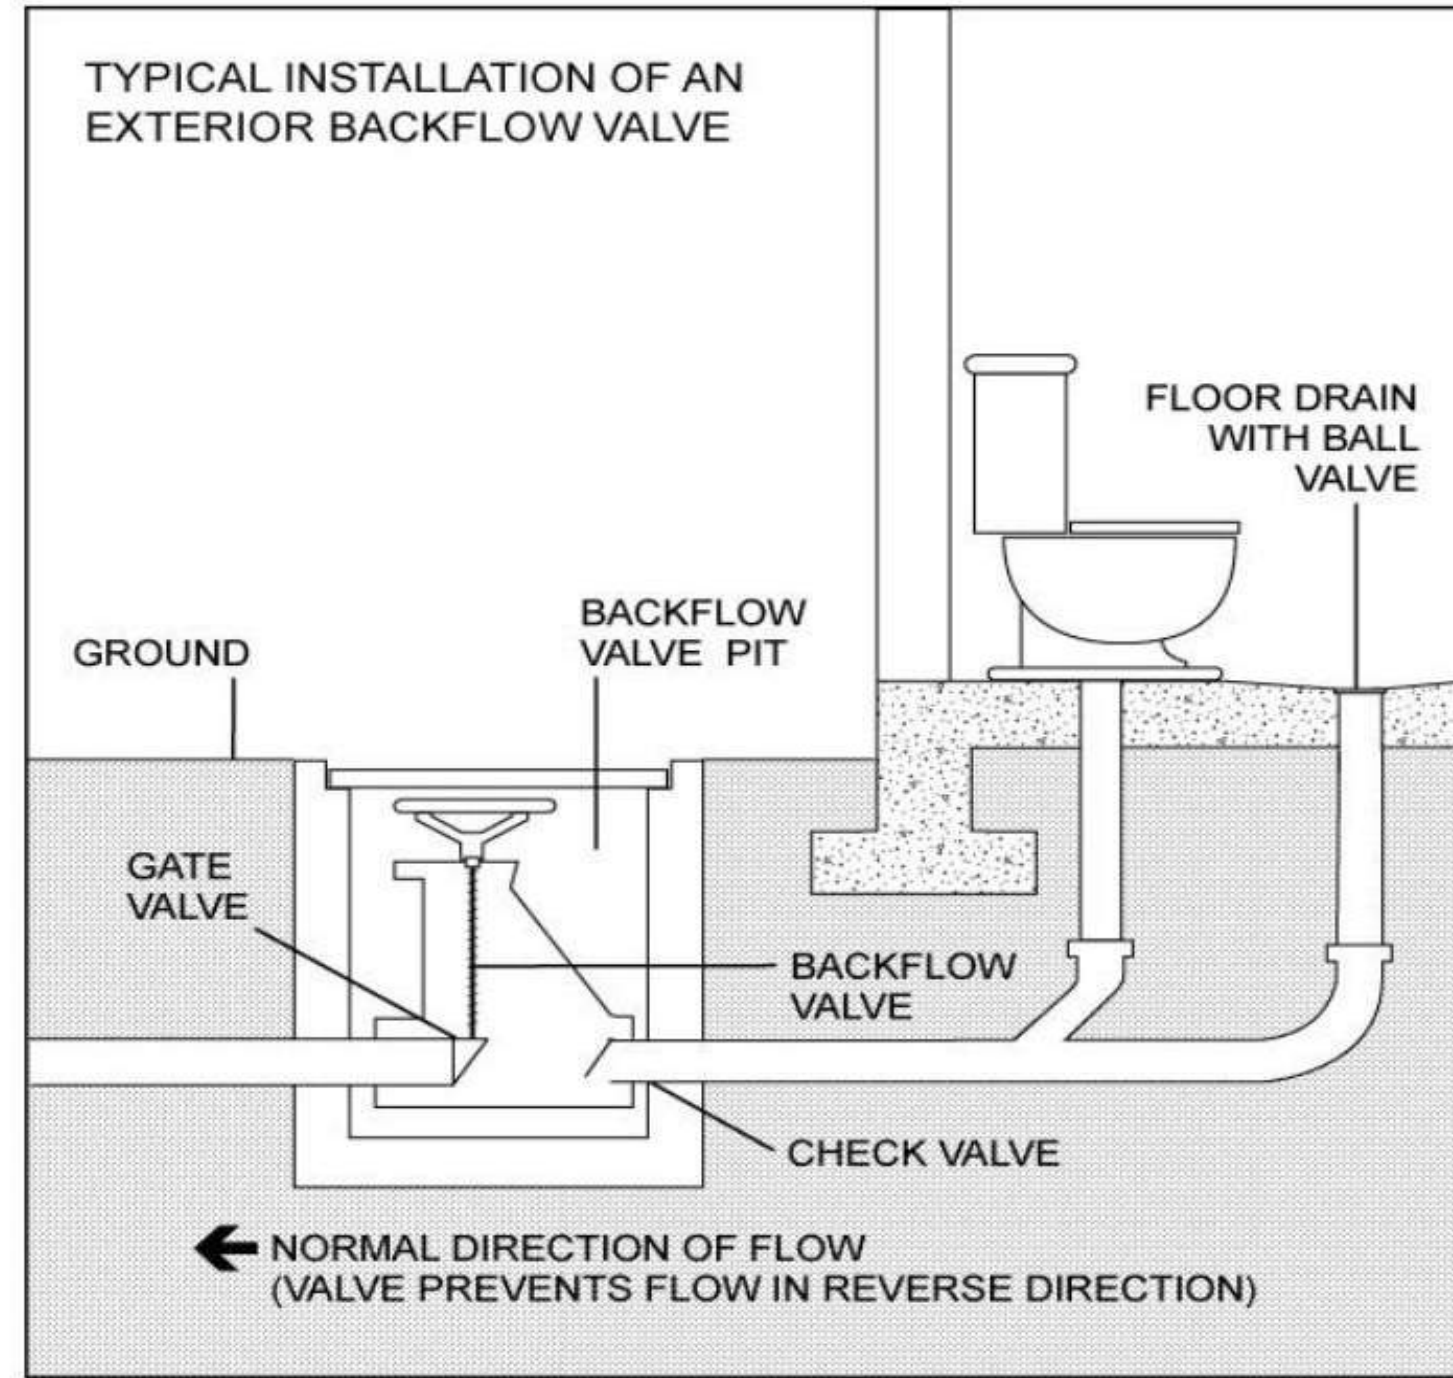 TYPICAL INSTALLATION OF AN
EXTERIOR BACKFLOW VALVE
FLOOR DRAIN
WITH BALL
VALVE
BACKFLOW
VALVE PIT
GROUND
GATE
VALVE
BACKFLOW
VALVE
CHECK VALVE
NORMAL DIRECTION OF FLOW
(VALVE PREVENTS FLOW IN REVERSE DIRECTION)